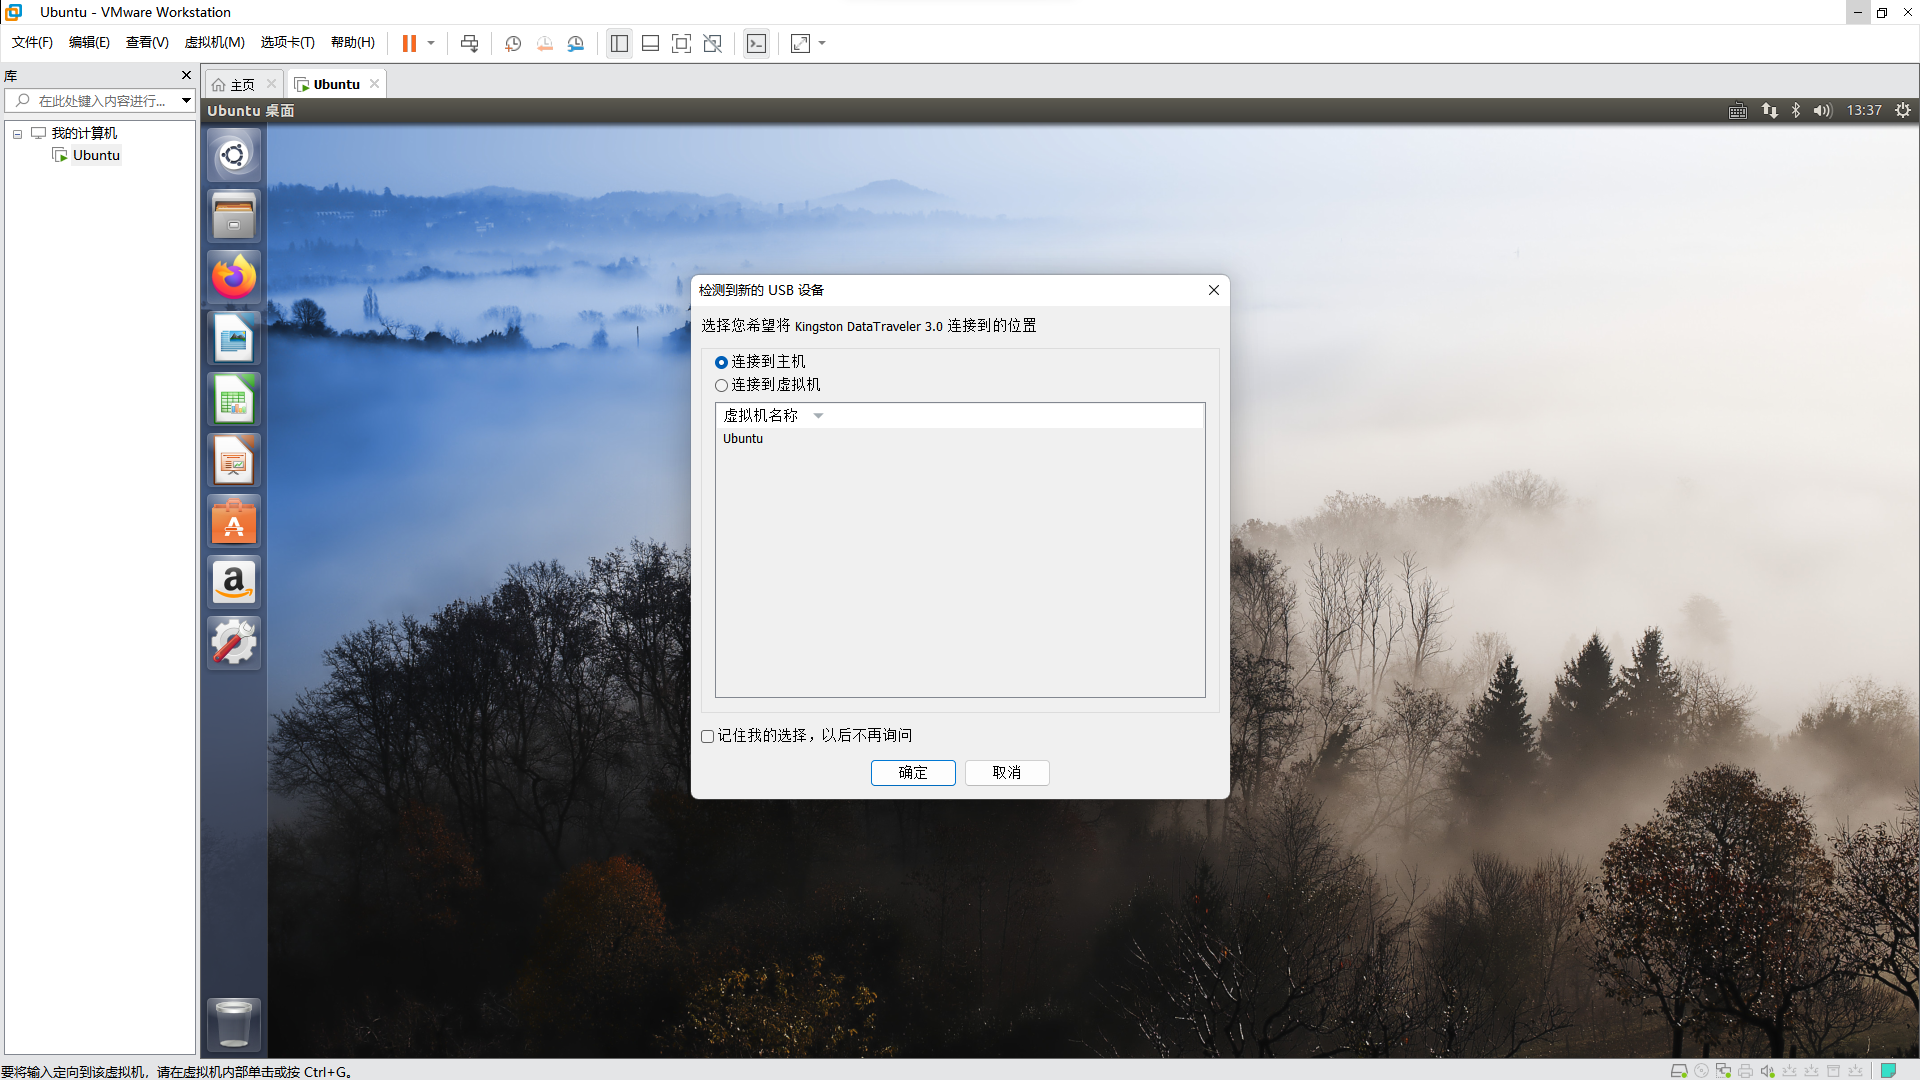 Ubuntu - VMware Workstation
文件(F) 编辑(E) 查看(V) 虚拟机(M) 选项卡(T) 帮助(H)
库
主页
Ubuntu
在此处键入内容进行...
Ubuntu 桌面
13:37
我的计算机
Ubuntu
检测到新的 USB 设备
选择您希望将 Kingston DataTraveler 3.0 连接到的位置
连接到主机
连接到虚拟机
虚拟机名称
Ubuntu
记住我的选择，以后不再询问
确定
取消
要将输入定向到该虚拟机，请在虚拟机内部单击或按 Ctrl+G。